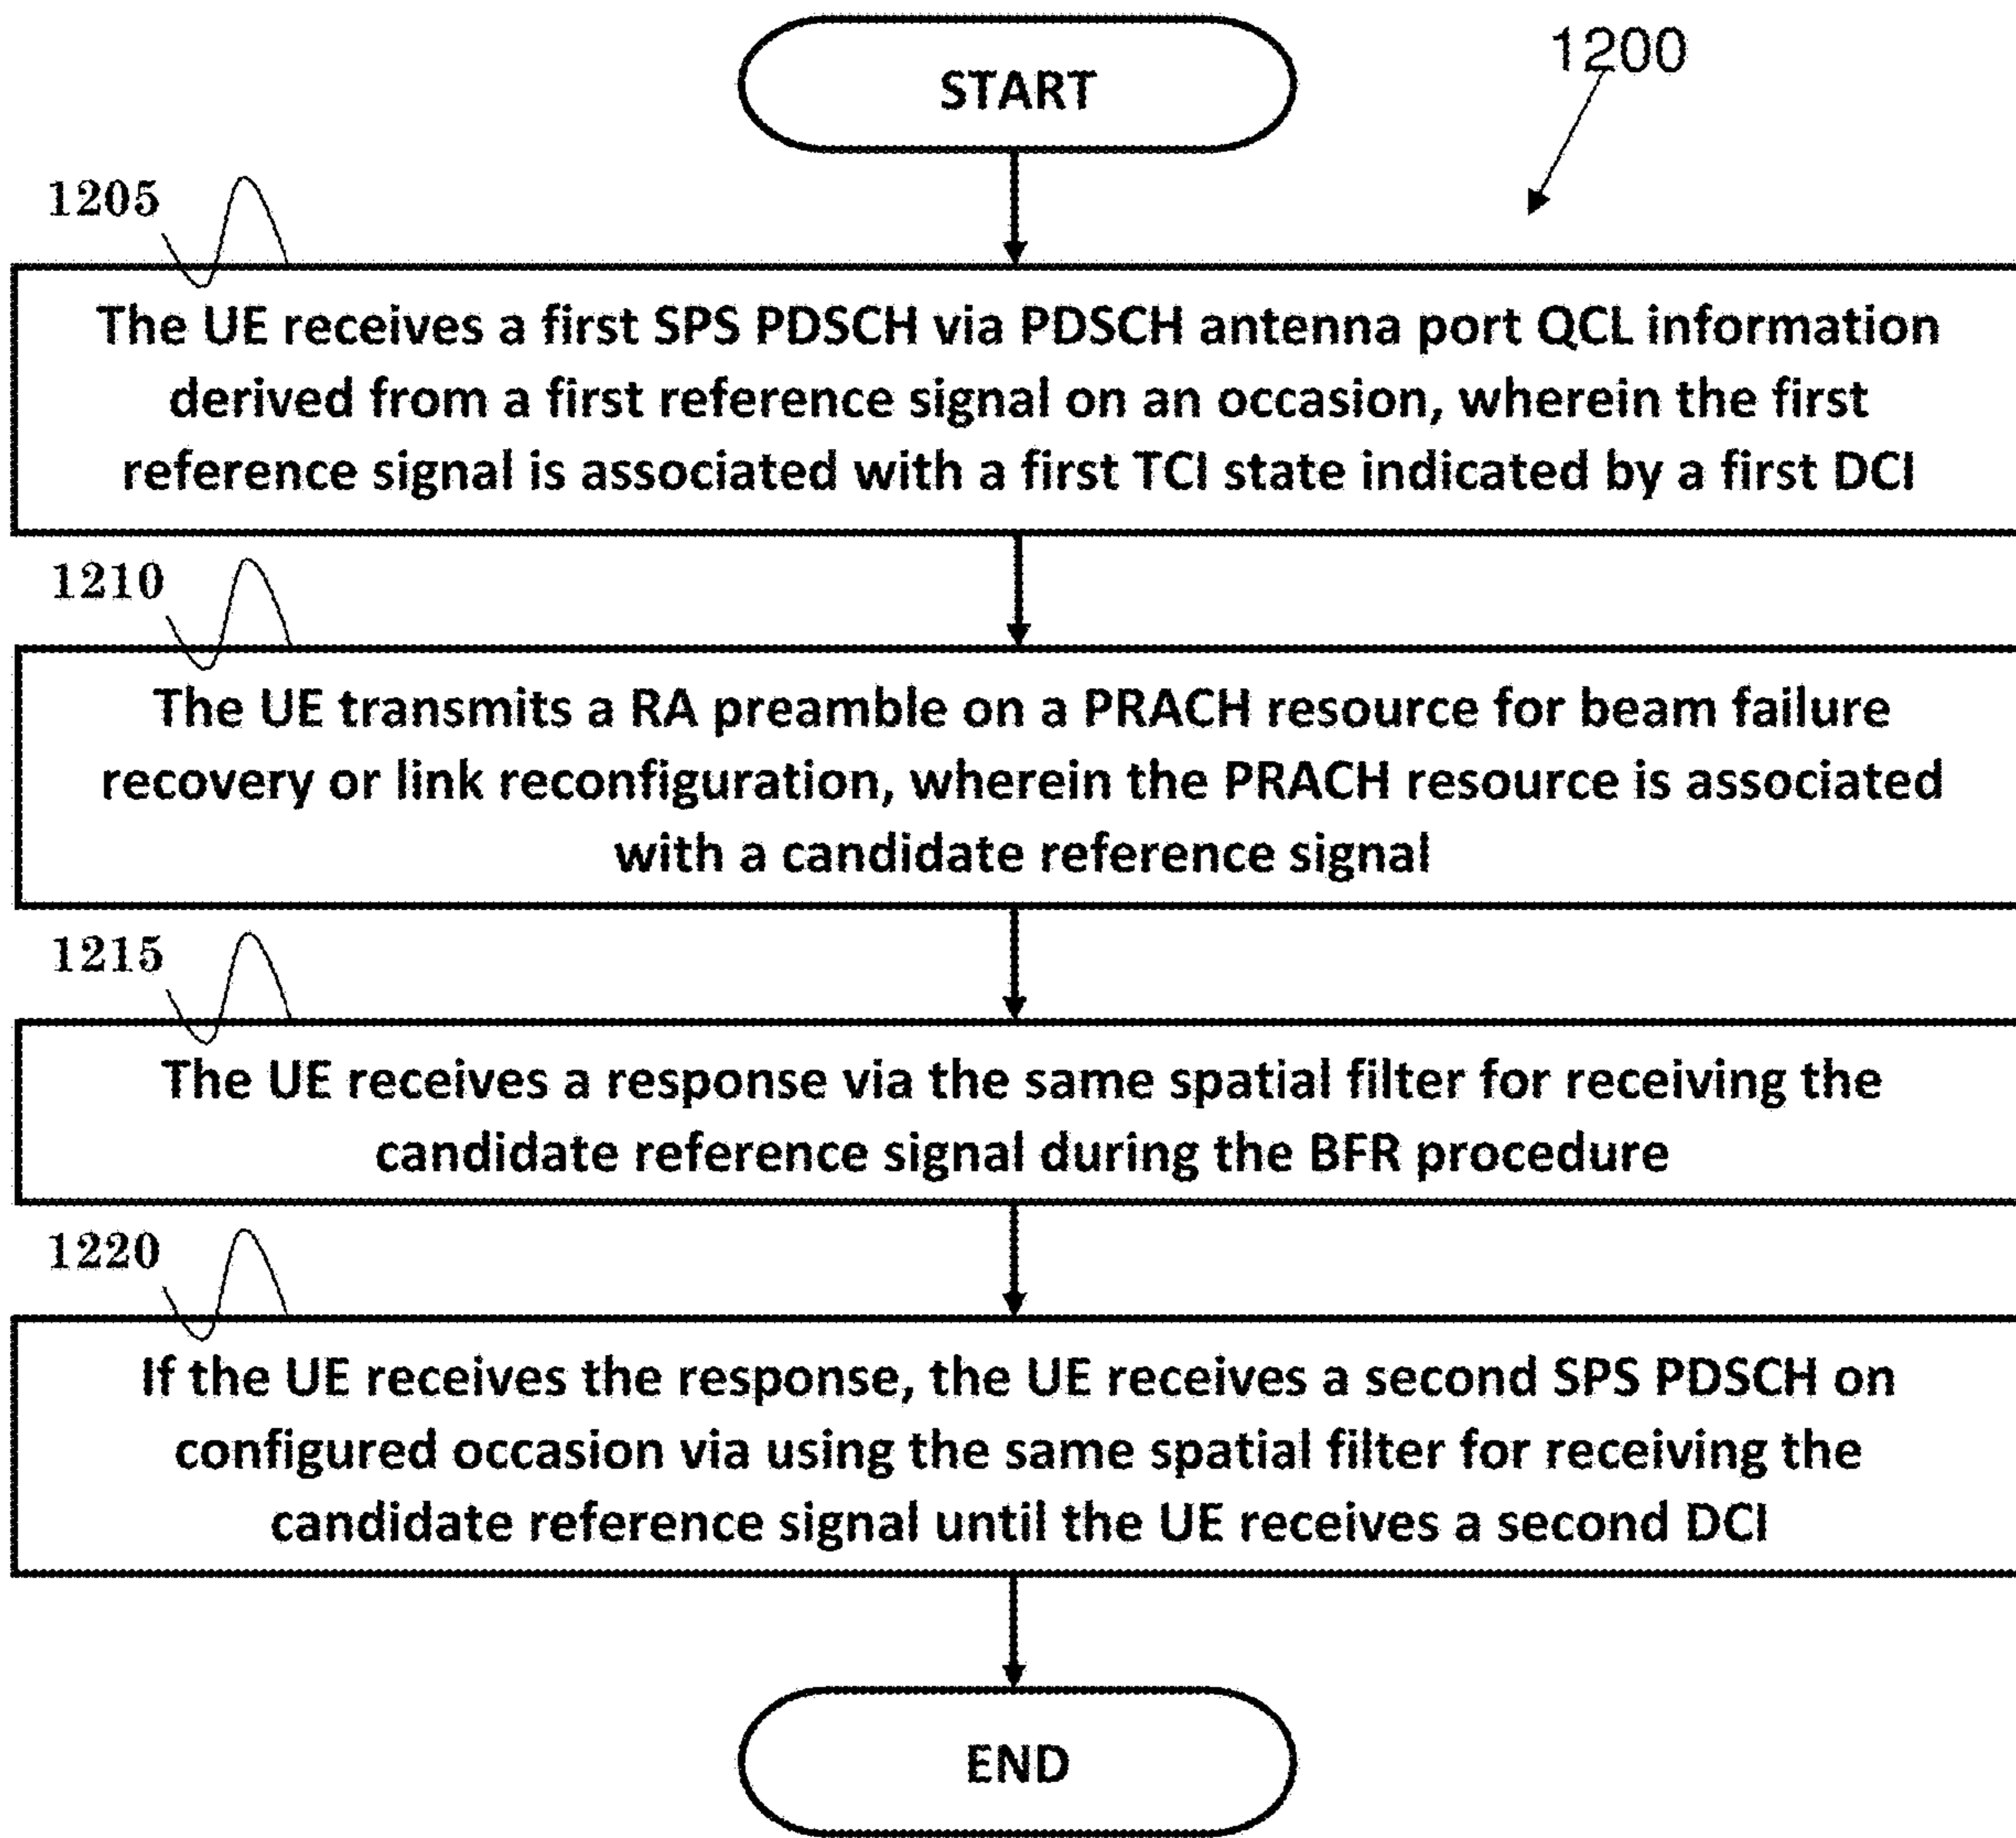 START
1200
1205
The UE receives a first SPS PDSCH via PDSCH antenna port QCL information
derived from a first reference signal on an occasion, wherein the first
reference signal is associated with a first TCI state indicated by a first DCI
1210
The UE transmits a RA preamble on a PRACH resource for beam failure
recovery or link reconfiguration, wherein the PRACH resource is associated
with a candidate reference signal
1215
The UE receives a response via the same spatial filter for receiving the
candidate reference signal during the BFR procedure
1220
If the UE receives the response, the UE receives a second SPS PDSCH on
configured occasion via using the same spatial filter for receiving the
candidate reference signal until the UE receives a second DCI
END